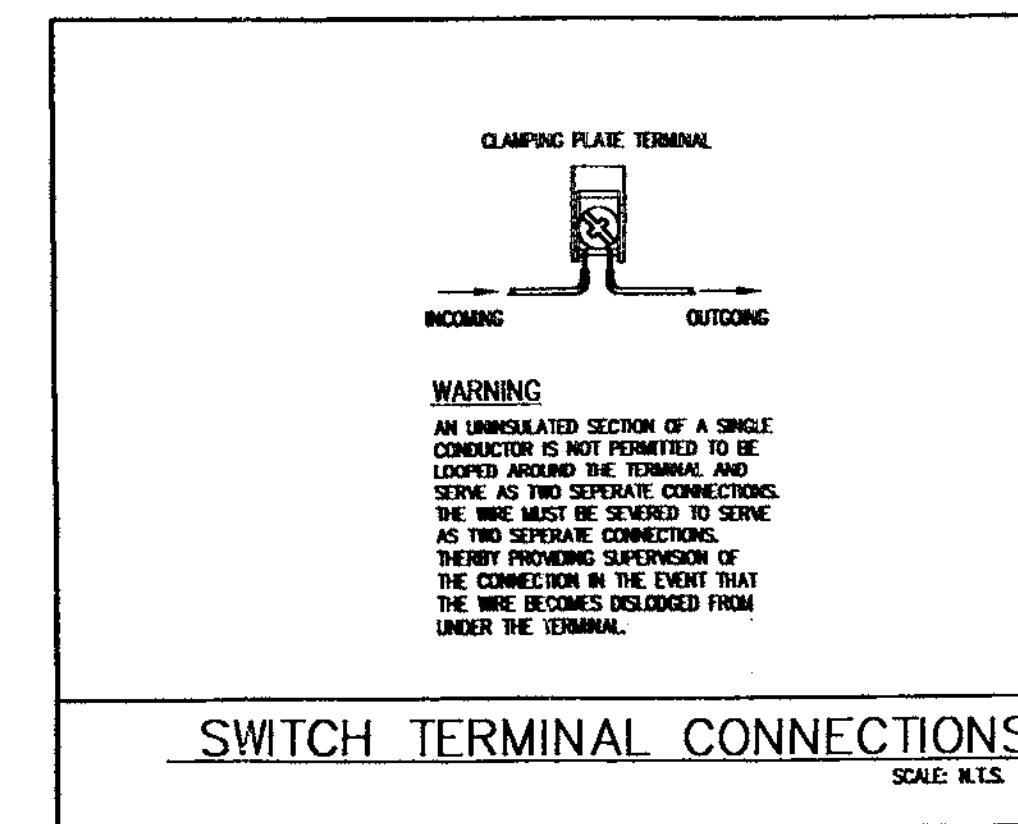 CLAMPING PLATE TERMINAL
INCOMING
OUTGOING
WARNING
AN UNINSULATED SECTION OF A SINGLE
CONDUCTOR IS NOT PERMITTED TO BE
LOOPED AROUND THE TERMINAL AND
SERVE AS TWO SEPERATE CONNECTIONS.
THE WIRE MUST BE SEVERED TO SERVE
AS TWO SEPERATE CONNECTIONS.
THERBY PROVIDING SUPERVISION OF
THE CONNECTION IN THE EVENT THAT
THE WIRE BECOMES DISLODGED FROM
UNDER THE TERMINAL.
SWITCH TERMINAL CONNECTIONS
SCALE: N.T.S.